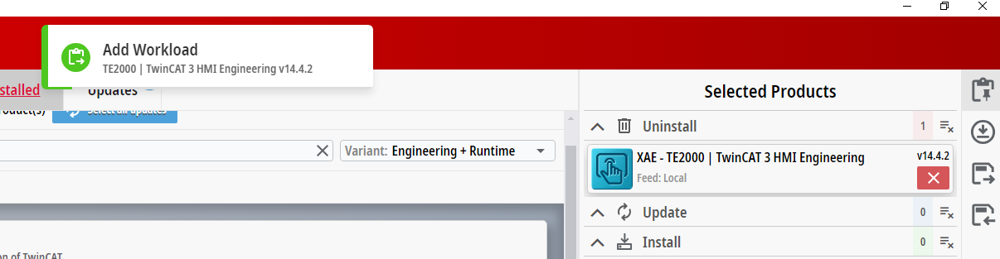 Add Workload
TE2000 | TwinCAT 3 HMI Engineering v14.4.2
stalled
Updates
oduct(s)
Select all updates
Variant: Engineering + Runtime
on of TwinCAT
Selected Products
Uninstall 1
XAE - TE2000 | TwinCAT 3 HMI Engineering v14.4.2
Feed: Local
Update 0
Install 0